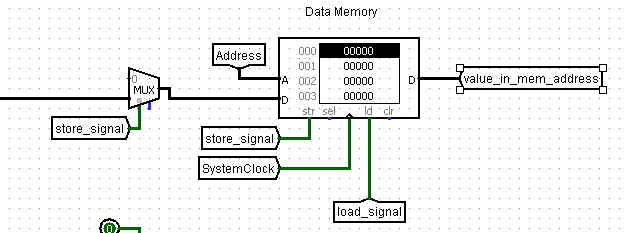 Data Memory
Address
000 00000
001 00000
002 00000
003 00000
A
D
D
value_in_mem_address
0
MUX
str sel ld clr
store_signal
store_signal
SystemClock
load_signal
0